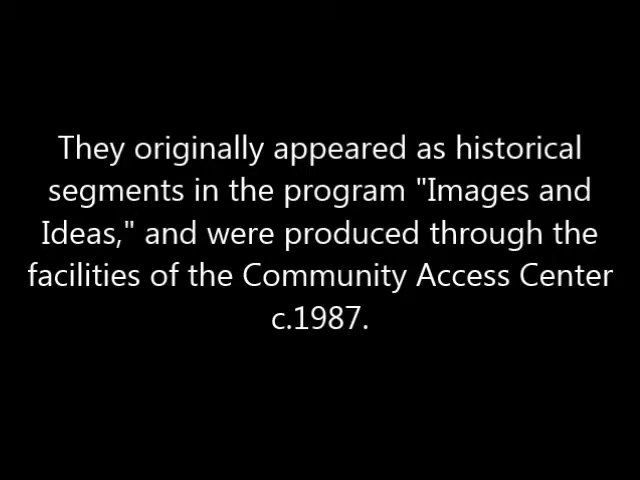 They originally appeared as historical
segments in the program "Images and
Ideas," and were produced through the
facilities of the Community Access Center
c.1987.